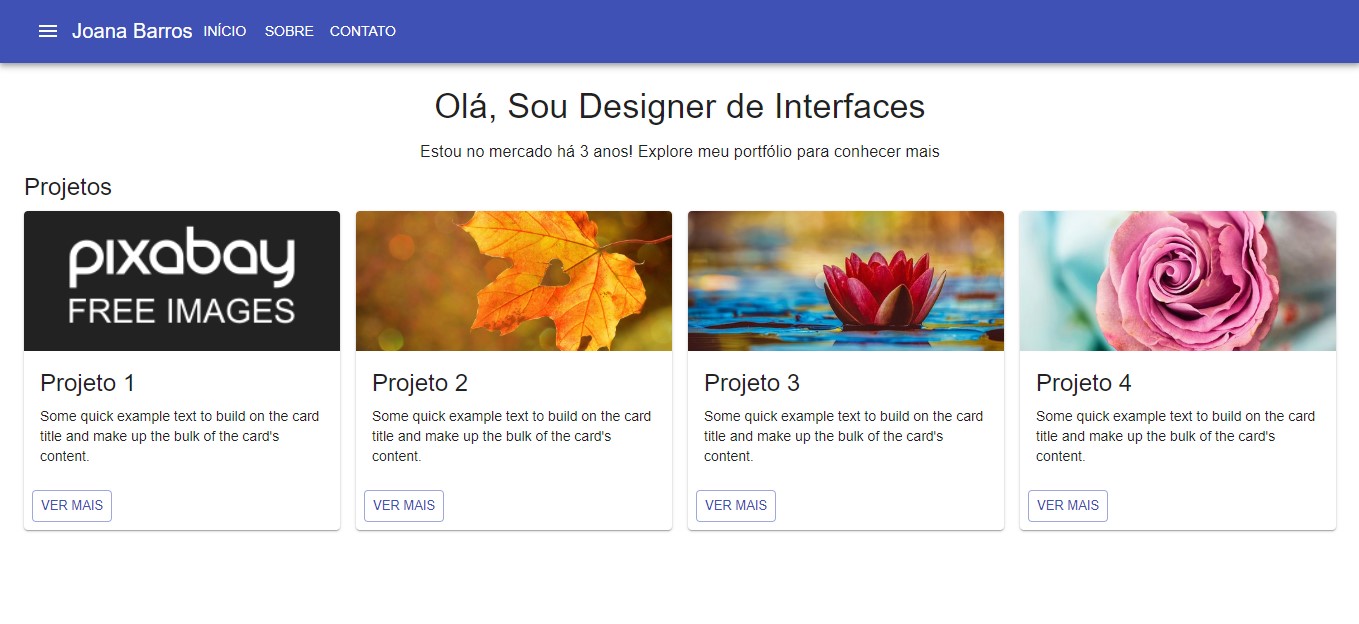 Joana Barros INÍCIO SOBRE CONTATO
Olá, Sou Designer de Interfaces
Estou no mercado há 3 anos! Explore meu portfólio para conhecer mais
Projetos
pixabay
FREE IMAGES
Projeto 1
Some quick example text to build on the card
title and make up the bulk of the card's
content.
VER MAIS
Projeto 2
Some quick example text to build on the card
title and make up the bulk of the card's
content.
VER MAIS
Projeto 3
Some quick example text to build on the card
title and make up the bulk of the card's
content.
VER MAIS
Projeto 4
Some quick example text to build on the card
title and make up the bulk of the card's
content.
VER MAIS